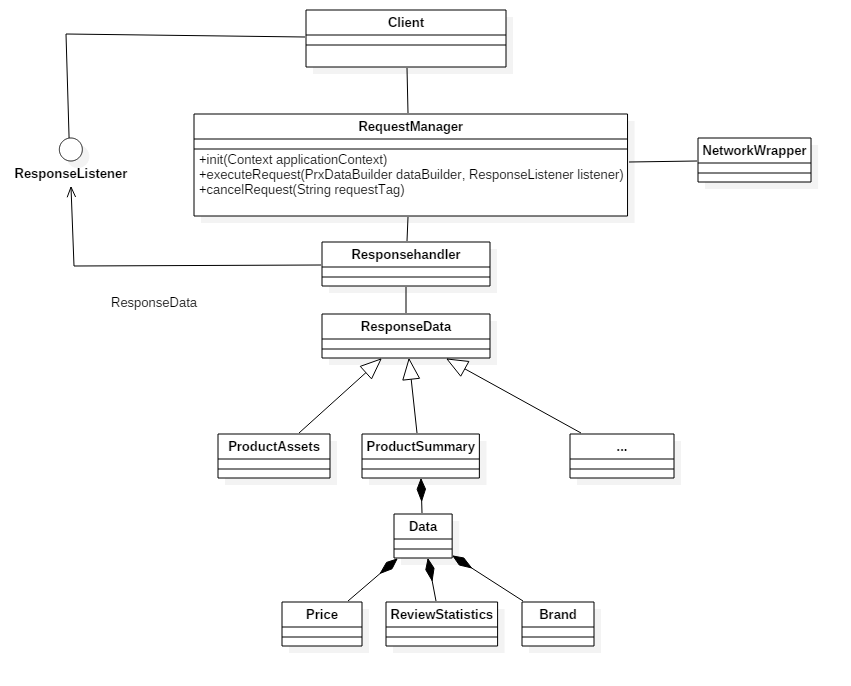 Client
RequestManager
+init(Context applicationContext)
+executeRequest(PrxDataBuilder dataBuilder, ResponseListener listener)
+cancelRequest(String requestTag)
NetworkWrapper
ResponseListener
Responsehandler
ResponseData
ResponseData
ProductAssets
ProductSummary
...
Data
Price
ReviewStatistics
Brand